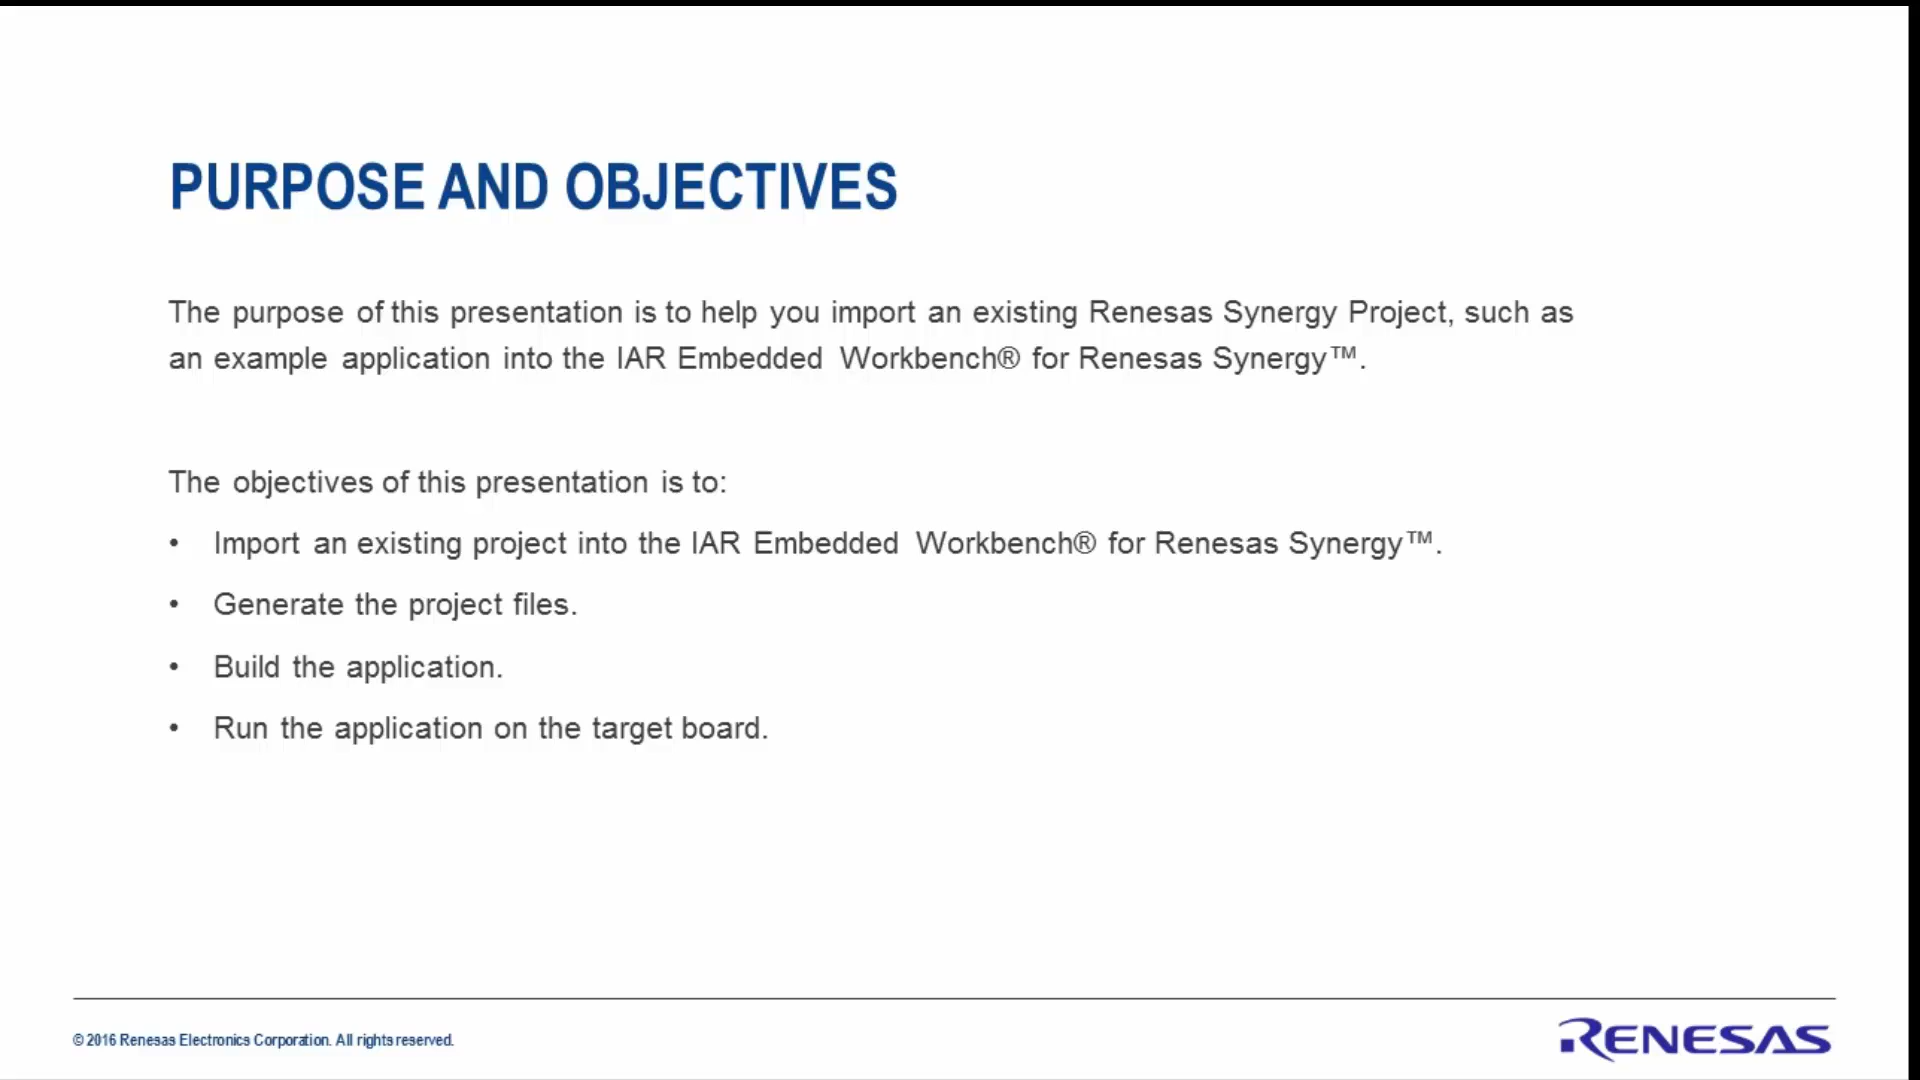 PURPOSE AND OBJECTIVES
The purpose of this presentation is to help you import an existing Renesas Synergy Project, such as
an example application into the IAR Embedded Workbench® for Renesas Synergy™.
The objectives of this presentation is to:
• Import an existing project into the IAR Embedded Workbench® for Renesas Synergy™.
• Generate the project files.
• Build the application.
• Run the application on the target board.
© 2016 Renesas Electronics Corporation. All rights reserved.
RENESAS